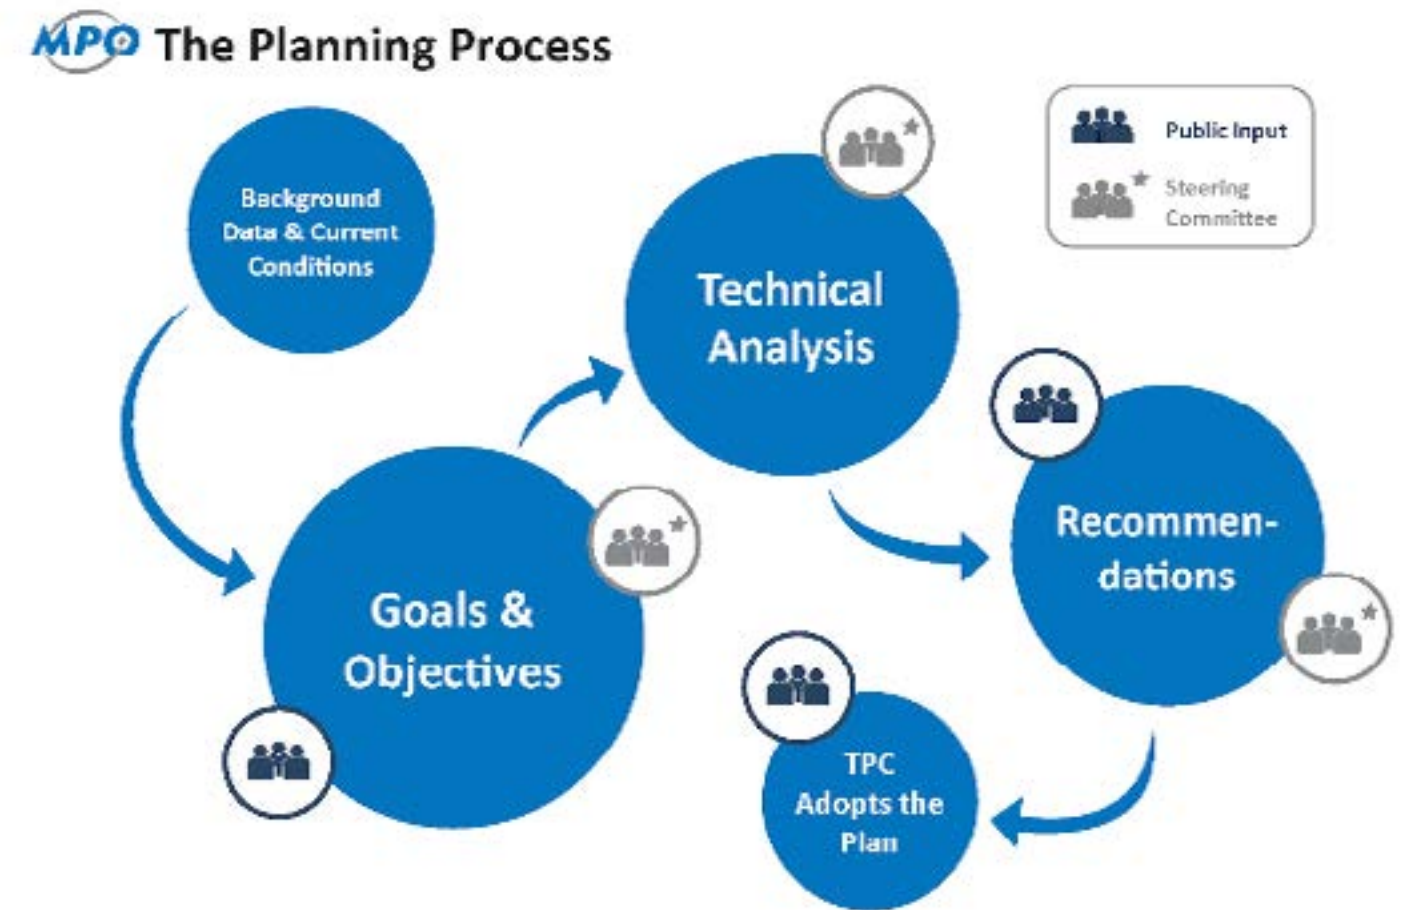 MPO The Planning Process
Public Input
Steering
Committee
Background
Data & Current
Conditions
Technical
Analysis
Recommen-
dations
Goals &
Objectives
TPC
Adopts the
Plan